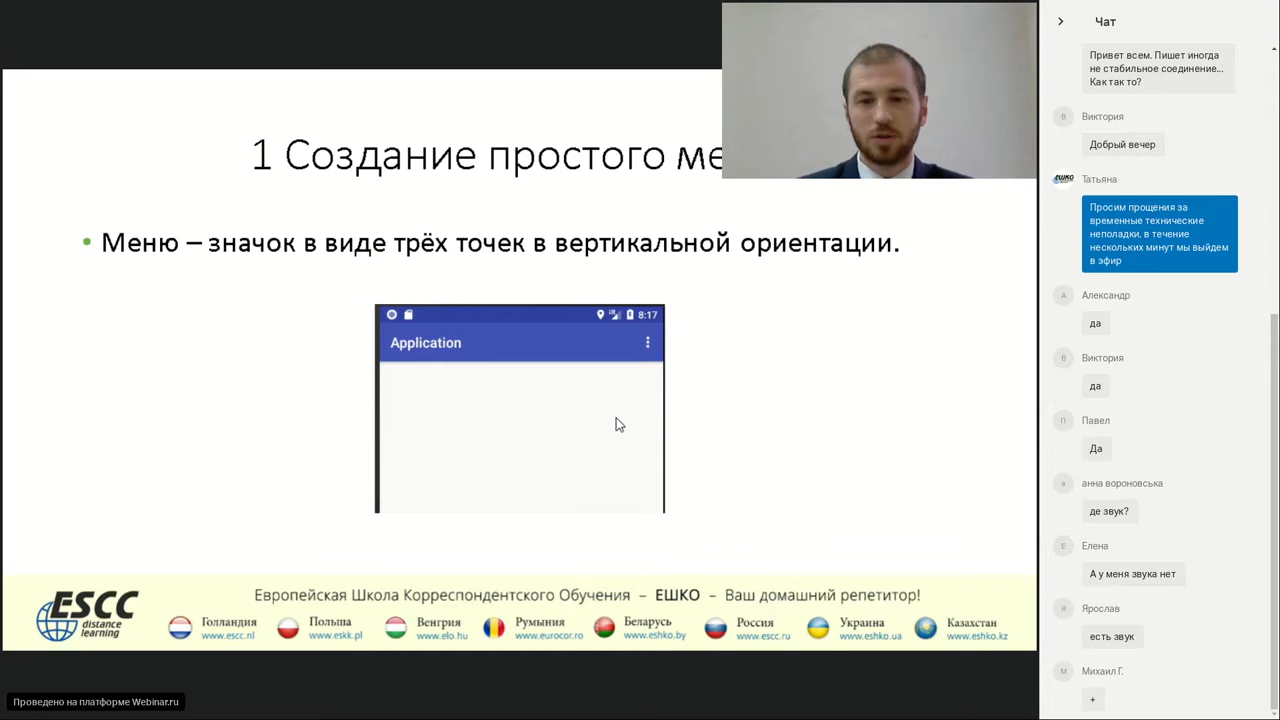 1 Создание простого ме
• Меню – значок в виде трёх точек в вертикальной ориентации.
8:17
Application
ESCC
distance
learning
Европейская Школа Корреспондентского Обучения – ЕШКО – Ваш домашний репетитор!
Голландия
www.escc.nl
Польша
www.eskk.pl
Венгрия
www.elo.hu
Румыния
www.eurocor.ro
Беларусь
www.eshko.by
Россия
www.escc.ru
Украина
www.eshko.ua
Казахстан
www.eshko.kz
Проведено на платформе Webinar.ru
Чат
Привет всем. Пишет иногда
не стабильное соединение...
Как так то?
В
Виктория
Добрый вечер
ЕШКО
Татьяна
Просим прощения за
временные технические
неполадки, в течение
нескольких минут мы выйдем
в эфир
А
Александр
да
В
Виктория
да
П
Павел
Да
а
анна вороновська
де звук?
Е
Елена
А у меня звука нет
Я
Ярослав
есть звук
М
Михаил Г.
+